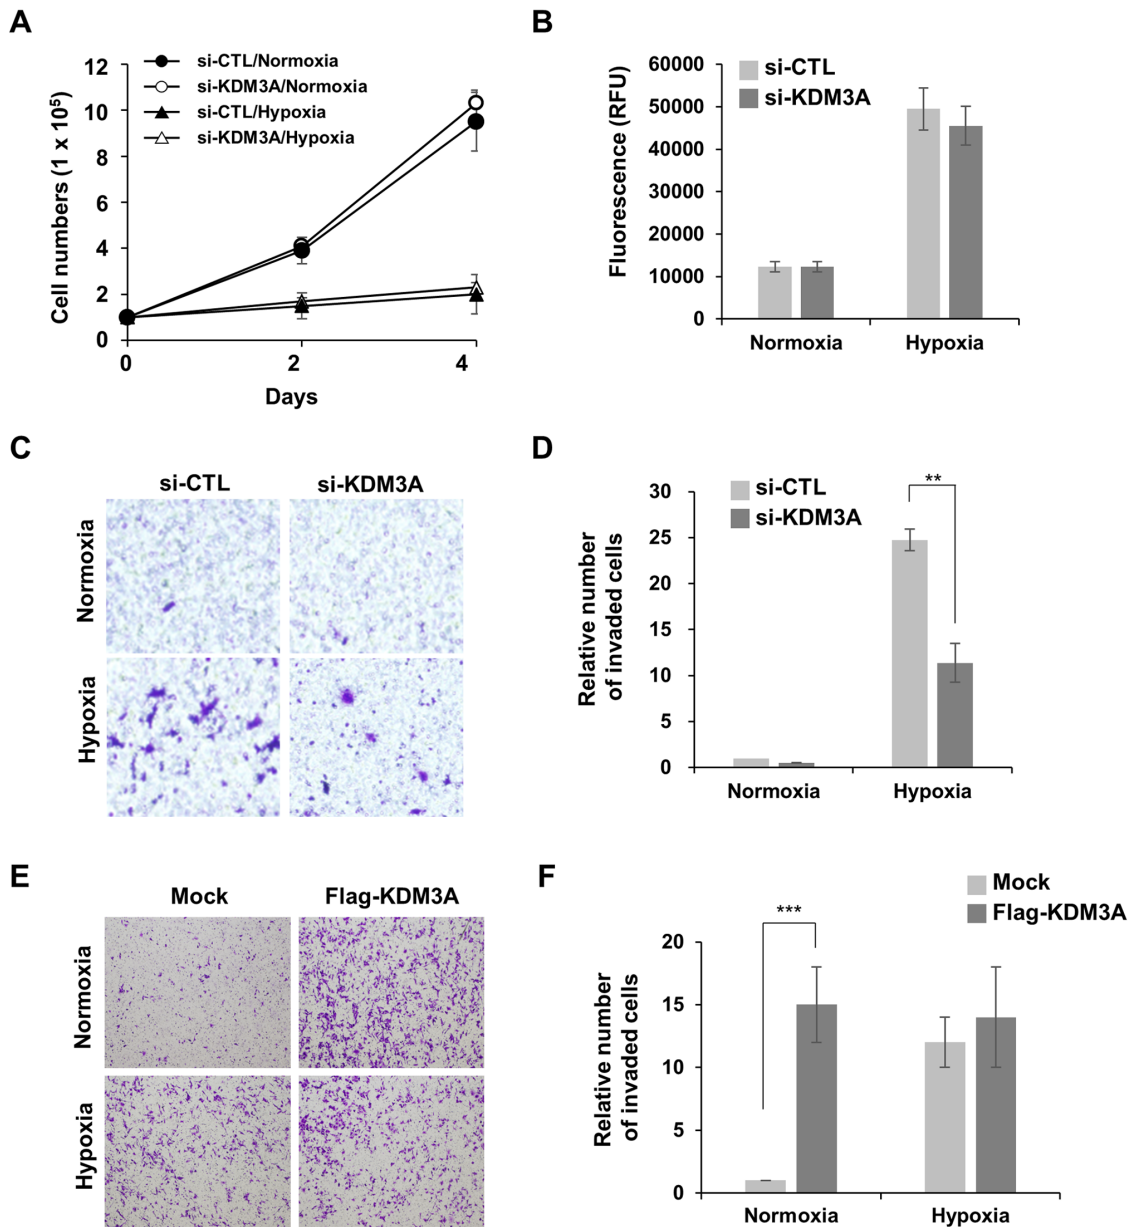 A
si-CTL/Normoxia
si-KDM3A/Normoxia
si-CTL/Hypoxia
si-KDM3A/Hypoxia
Cell numbers (1 x 10⁵)
12
10
8
6
4
2
0
0
2
4
Days
B
si-CTL
si-KDM3A
Fluorescence (RFU)
60000
50000
40000
30000
20000
10000
0
Normoxia
Hypoxia
C
si-CTL
si-KDM3A
Normoxia
Hypoxia
D
si-CTL
si-KDM3A
**
Relative number
of invaded cells
30
25
20
15
10
5
0
Normoxia
Hypoxia
E
Mock
Flag-KDM3A
Normoxia
Hypoxia
F
Mock
Flag-KDM3A
***
Relative number
of invaded cells
20
15
10
5
0
Normoxia
Hypoxia